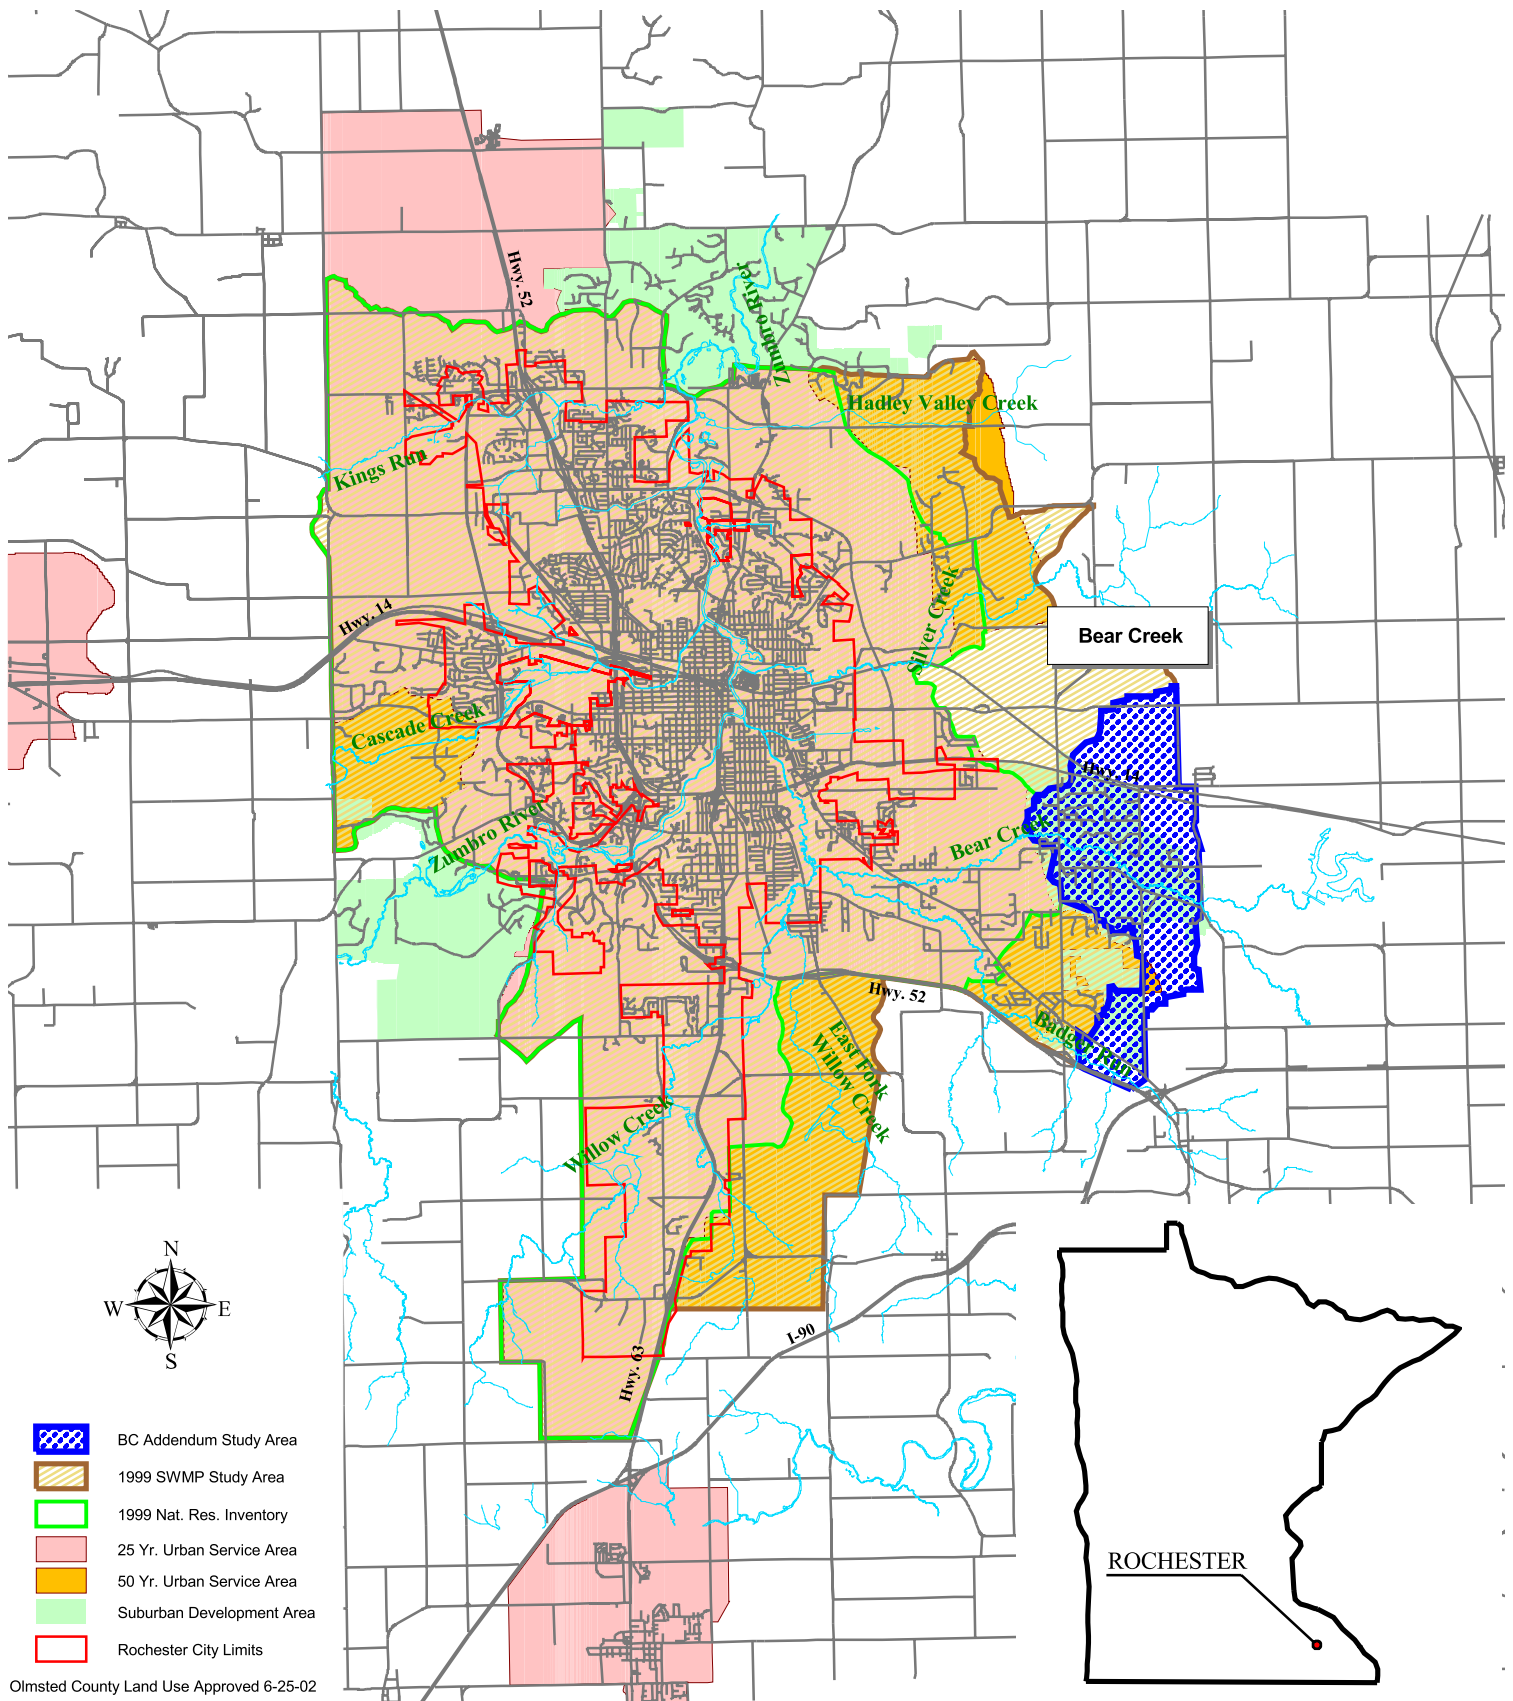 Hwy. 52
Zumbro River
Hadley Valley Creek
Kings Run
Silver Creek
Hwy. 14
Bear Creek
Cascade Creek
Hwy. 14
Zumbro River
Bear Creek
Hwy. 52
Badger Run
East Fork
Willow Creek
Willow Creek
I-90
Hwy. 63
N
W
E
S
BC Addendum Study Area
1999 SWMP Study Area
1999 Nat. Res. Inventory
25 Yr. Urban Service Area
50 Yr. Urban Service Area
Suburban Development Area
Rochester City Limits
Olmsted County Land Use Approved 6-25-02
ROCHESTER